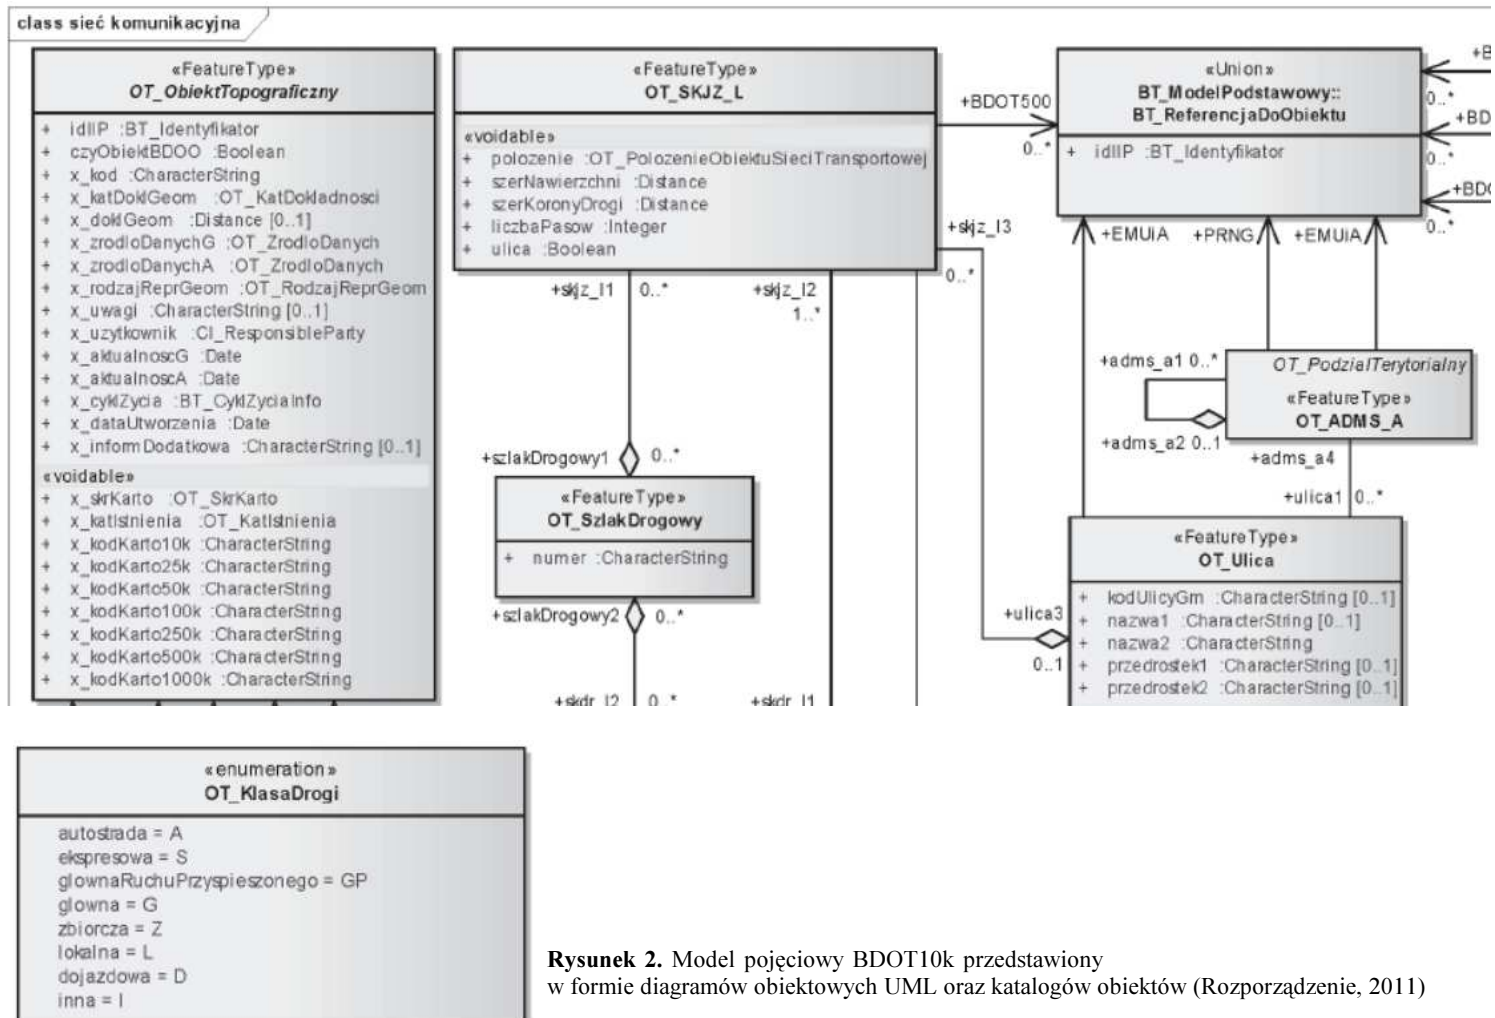 class sieć komunikacyjna
«FeatureType»
OT_ObiektTopograficzny
+ idIIP :BT_Identyfikator
+ czyObiektBDOO :Boolean
+ x_kod :CharacterString
+ x_katDoklGeom :OT_KatDokladnosci
+ x_doklGeom :Distance [0..1]
+ x_zrodloDanychG :OT_ZrodloDanych
+ x_zrodloDanychA :OT_ZrodloDanych
+ x_rodzajReprGeom :OT_RodzajReprGeom
+ x_uwagi :CharacterString [0..1]
+ x_uzytkownik :CI_ResponsibleParty
+ x_aktualnoscG :Date
+ x_aktualnoscA :Date
+ x_cyklZycia :BT_CyklZyciaInfo
+ x_dataUtworzenia :Date
+ x_informDodatkowa :CharacterString [0..1]
«voidable»
+ x_skrKarto :OT_SkrKarto
+ x_katIstnienia :OT_KatIstnienia
+ x_kodKarto10k :CharacterString
+ x_kodKarto25k :CharacterString
+ x_kodKarto50k :CharacterString
+ x_kodKarto100k :CharacterString
+ x_kodKarto250k :CharacterString
+ x_kodKarto500k :CharacterString
+ x_kodKarto1000k :CharacterString
«FeatureType»
OT_SKJZ_L
«voidable»
+ polozenie :OT_PolozenieObiektuSieciTransportowej
+ szerNawierzchni :Distance
+ szerKoronyDrogi :Distance
+ liczbaPasow :Integer
+ ulica :Boolean
+skjz_l1 0..*
+skjz_l2
1..*
+szlakDrogowy1 0..*
«FeatureType»
OT_SzlakDrogowy
+ numer :CharacterString
+szlakDrogowy2 0..*
+skdr_l2 0..*
+skdr_l1
+BDOT500
0..*
+skjz_l3
0..*
«Union»
BT_ModelPodstawowy::
BT_ReferencjaDoObiektu
+ idIIP :BT_Identyfikator
+B
0..*
+BD
0..*
+BDO
0..*
+EMUiA
+PRNG
+EMUiA
+adms_a1 0..*
OT_PodzialTerytorialny
«FeatureType»
OT_ADMS_A
+adms_a2 0..1
+adms_a4
+ulica1 0..*
«FeatureType»
OT_Ulica
+ kodUlicyGm :CharacterString [0..1]
+ nazwa1 :CharacterString [0..1]
+ nazwa2 :CharacterString
+ przedrostek1 :CharacterString [0..1]
+ przedrostek2 :CharacterString [0..1]
+ulica3
0..1
«enumeration»
OT_KlasaDrogi
autostrada = A
ekspresowa = S
glownaRuchuPrzyspieszonego = GP
glowna = G
zbiorcza = Z
lokalna = L
dojazdowa = D
inna = I
Rysunek 2. Model pojęciowy BDOT10k przedstawiony
w formie diagramów obiektowych UML oraz katalogów obiektów (Rozporządzenie, 2011)